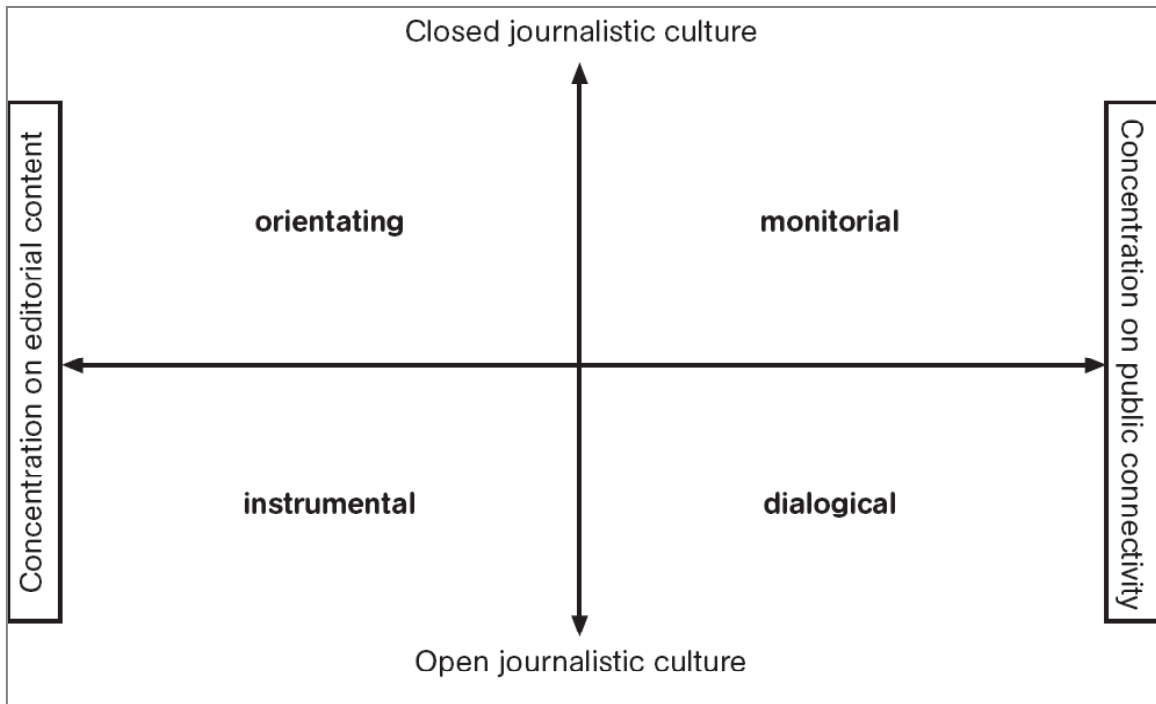 Closed journalistic culture
Concentration on editorial content
Concentration on public connectivity
orientating
monitorial
instrumental
dialogical
Open journalistic culture